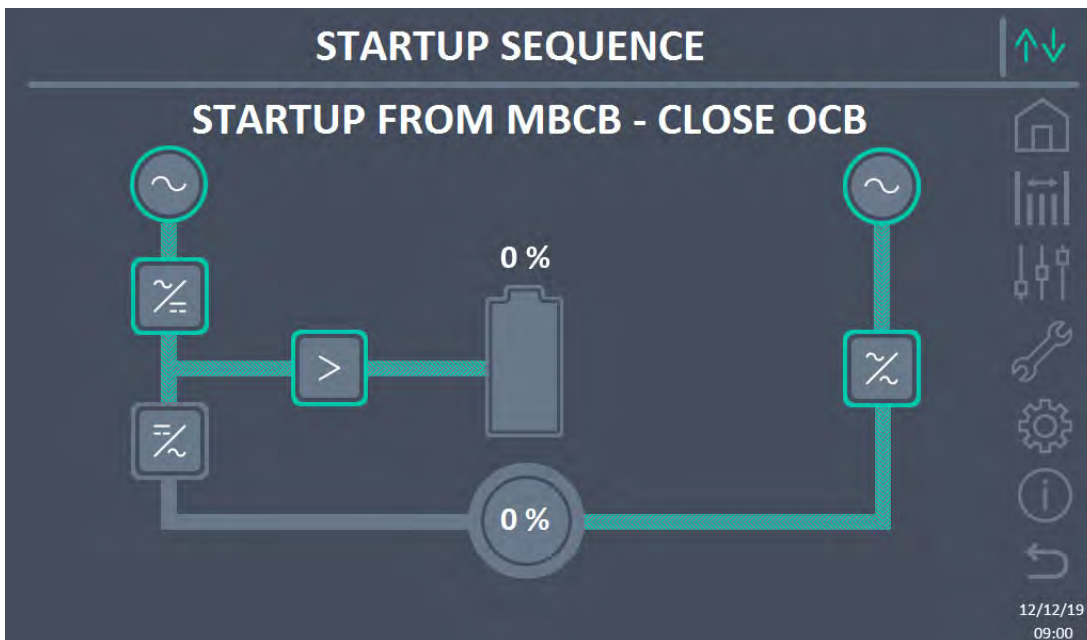 STARTUP SEQUENCE
STARTUP FROM MBCB - CLOSE OCB
0 %
0 %
12/12/19
09:00